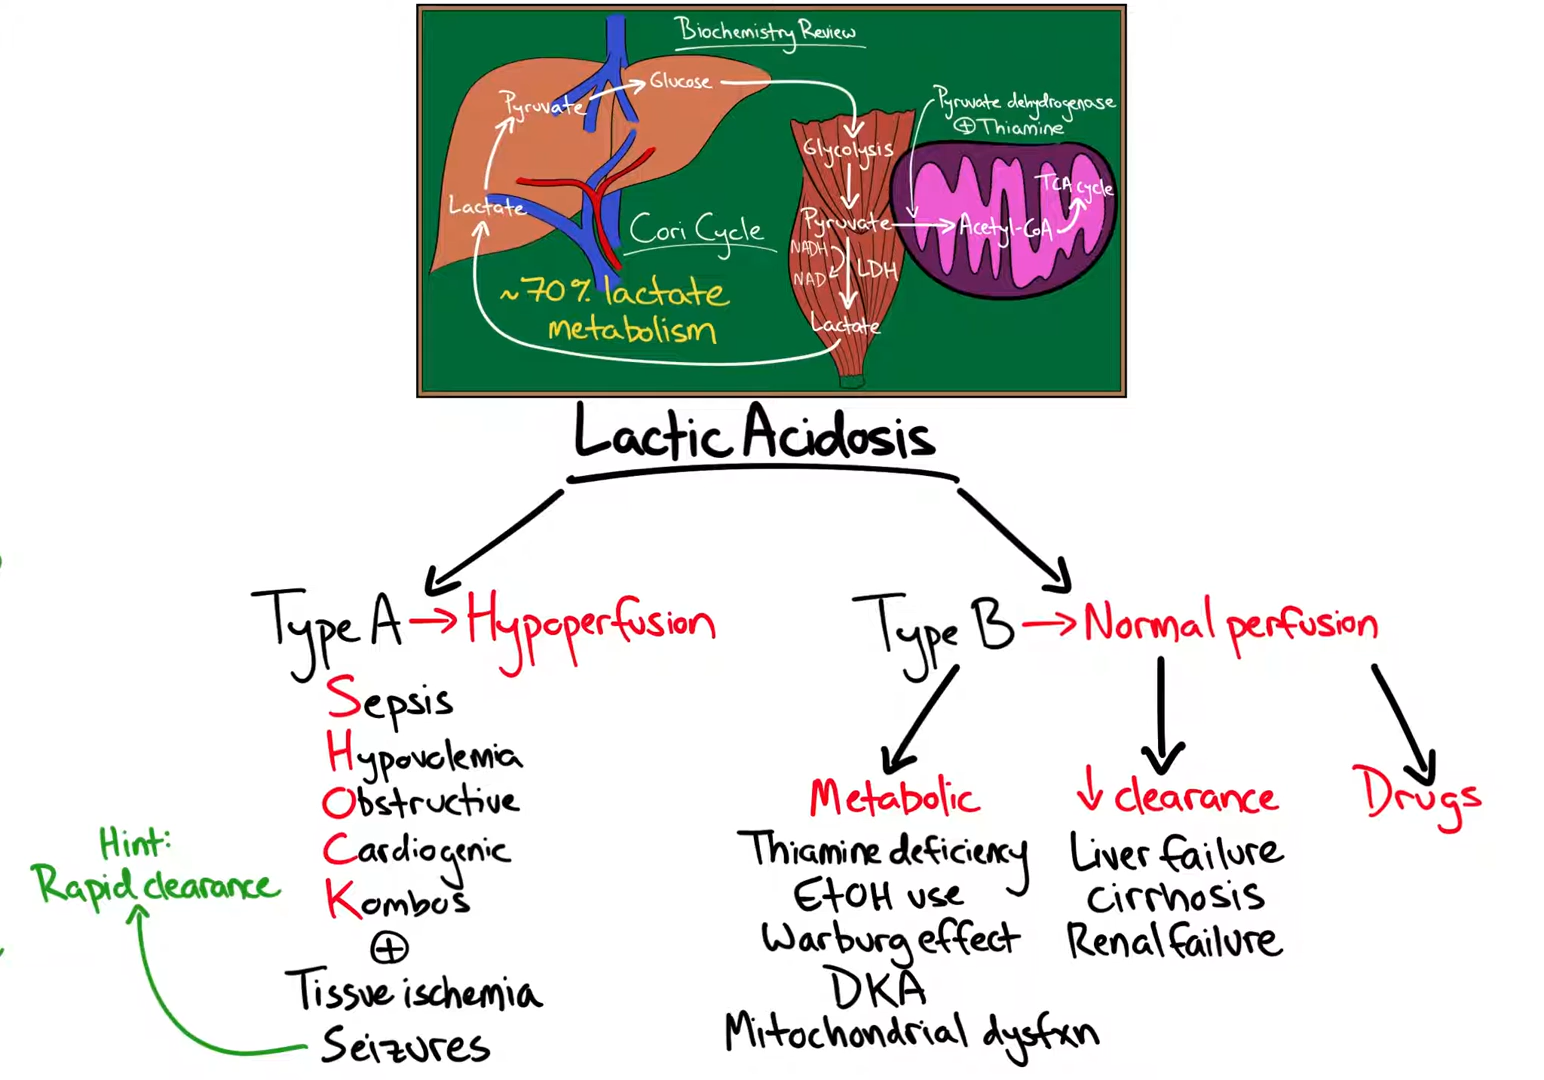 Biochemistry Review
Pyruvate
Glucose
Lactate
Cori Cycle
~70% lactate
metabolism
Glycolysis
Pyruvate
NADH
NAD
LDH
Lactate
Pyruvate dehydrogenase
⊕ Thiamine
Acetyl-CoA
TCA cycle
Lactic Acidosis
Type A → Hypoperfusion
Sepsis
Hypovolemia
Obstructive
Cardiogenic
Kombos
⊕
Tissue ischemia
Seizures
Hint:
Rapid clearance
Type B → Normal perfusion
Metabolic
Thiamine deficiency
EtOH use
Warburg effect
DKA
Mitochondrial dysfxn
↓ clearance
Liver failure
Cirrhosis
Renal failure
Drugs